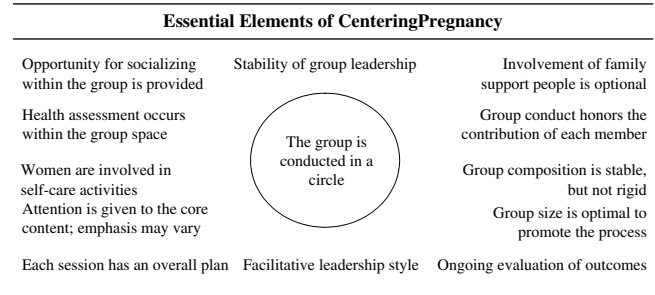 Essential Elements of CenteringPregnancy
Opportunity for socializing
within the group is provided
Stability of group leadership
Involvement of family
support people is optional
Health assessment occurs
within the group space
The group is
conducted in a
circle
Group conduct honors the
contribution of each member
Women are involved in
self-care activities
Group composition is stable,
but not rigid
Attention is given to the core
content; emphasis may vary
Group size is optimal to
promote the process
Each session has an overall plan
Facilitative leadership style
Ongoing evaluation of outcomes